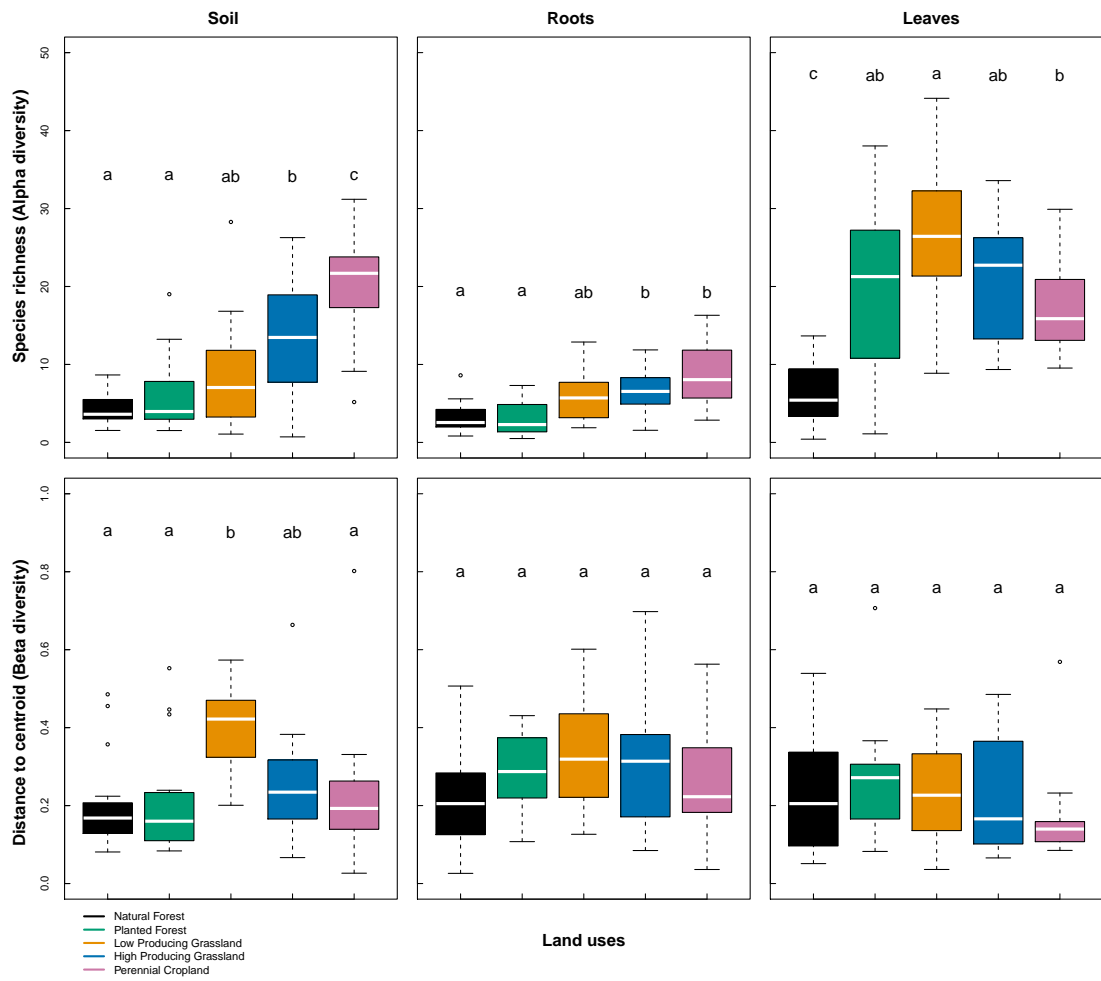 Soil Roots Leaves
Species richness (Alpha diversity)
50
40
30
20
10
0
a a ab b c
a a ab b b
c ab a ab b
Distance to centroid (Beta diversity)
1.0
0.8
0.6
0.4
0.2
0.0
a a b ab a
a a a a a
a a a a a
Natural Forest
Planted Forest
Low Producing Grassland
High Producing Grassland
Perennial Cropland
Land uses